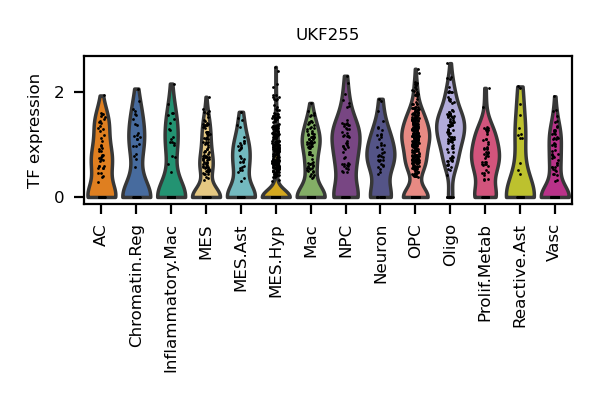 UKF255
TF expression
2
0
AC
Chromatin.Reg
Inflammatory.Mac
MES
MES.Ast
MES.Hyp
Mac
NPC
Neuron
OPC
Oligo
Prolif.Metab
Reactive.Ast
Vasc